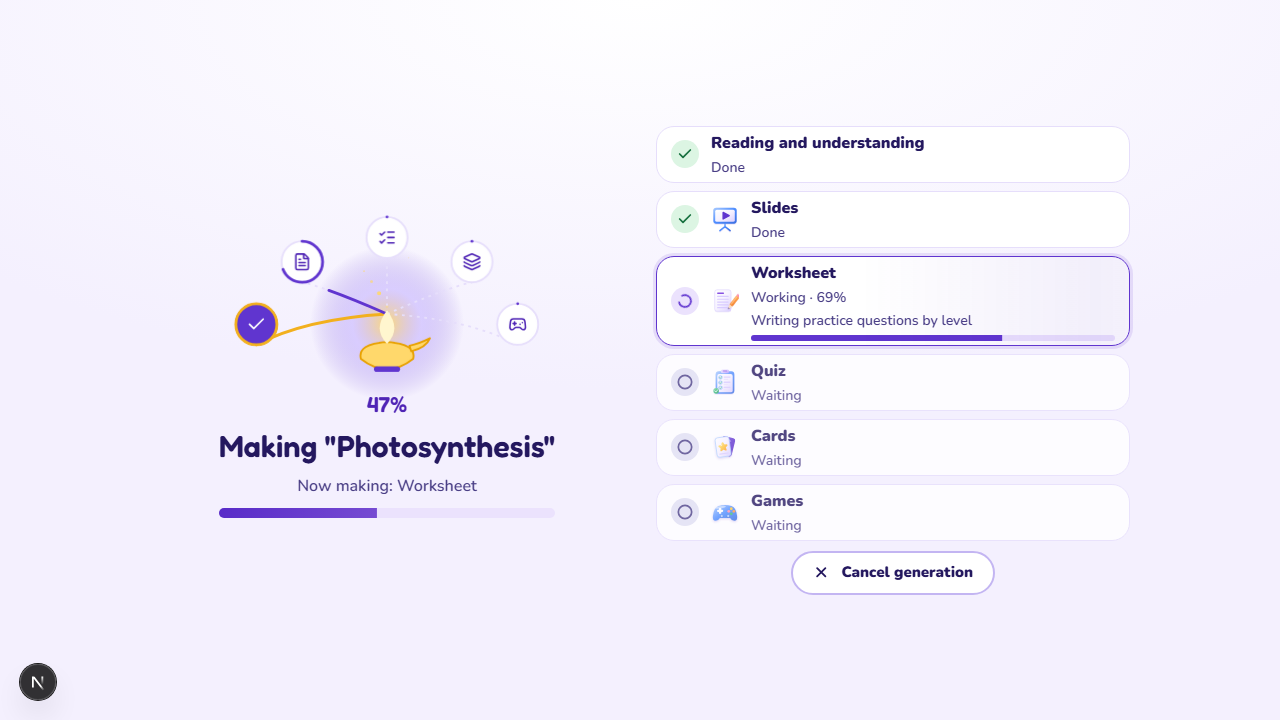 47%
Making "Photosynthesis"
Now making: Worksheet
Reading and understanding
Done
Slides
Done
Worksheet
Working · 69%
Writing practice questions by level
Quiz
Waiting
Cards
Waiting
Games
Waiting
Cancel generation
N